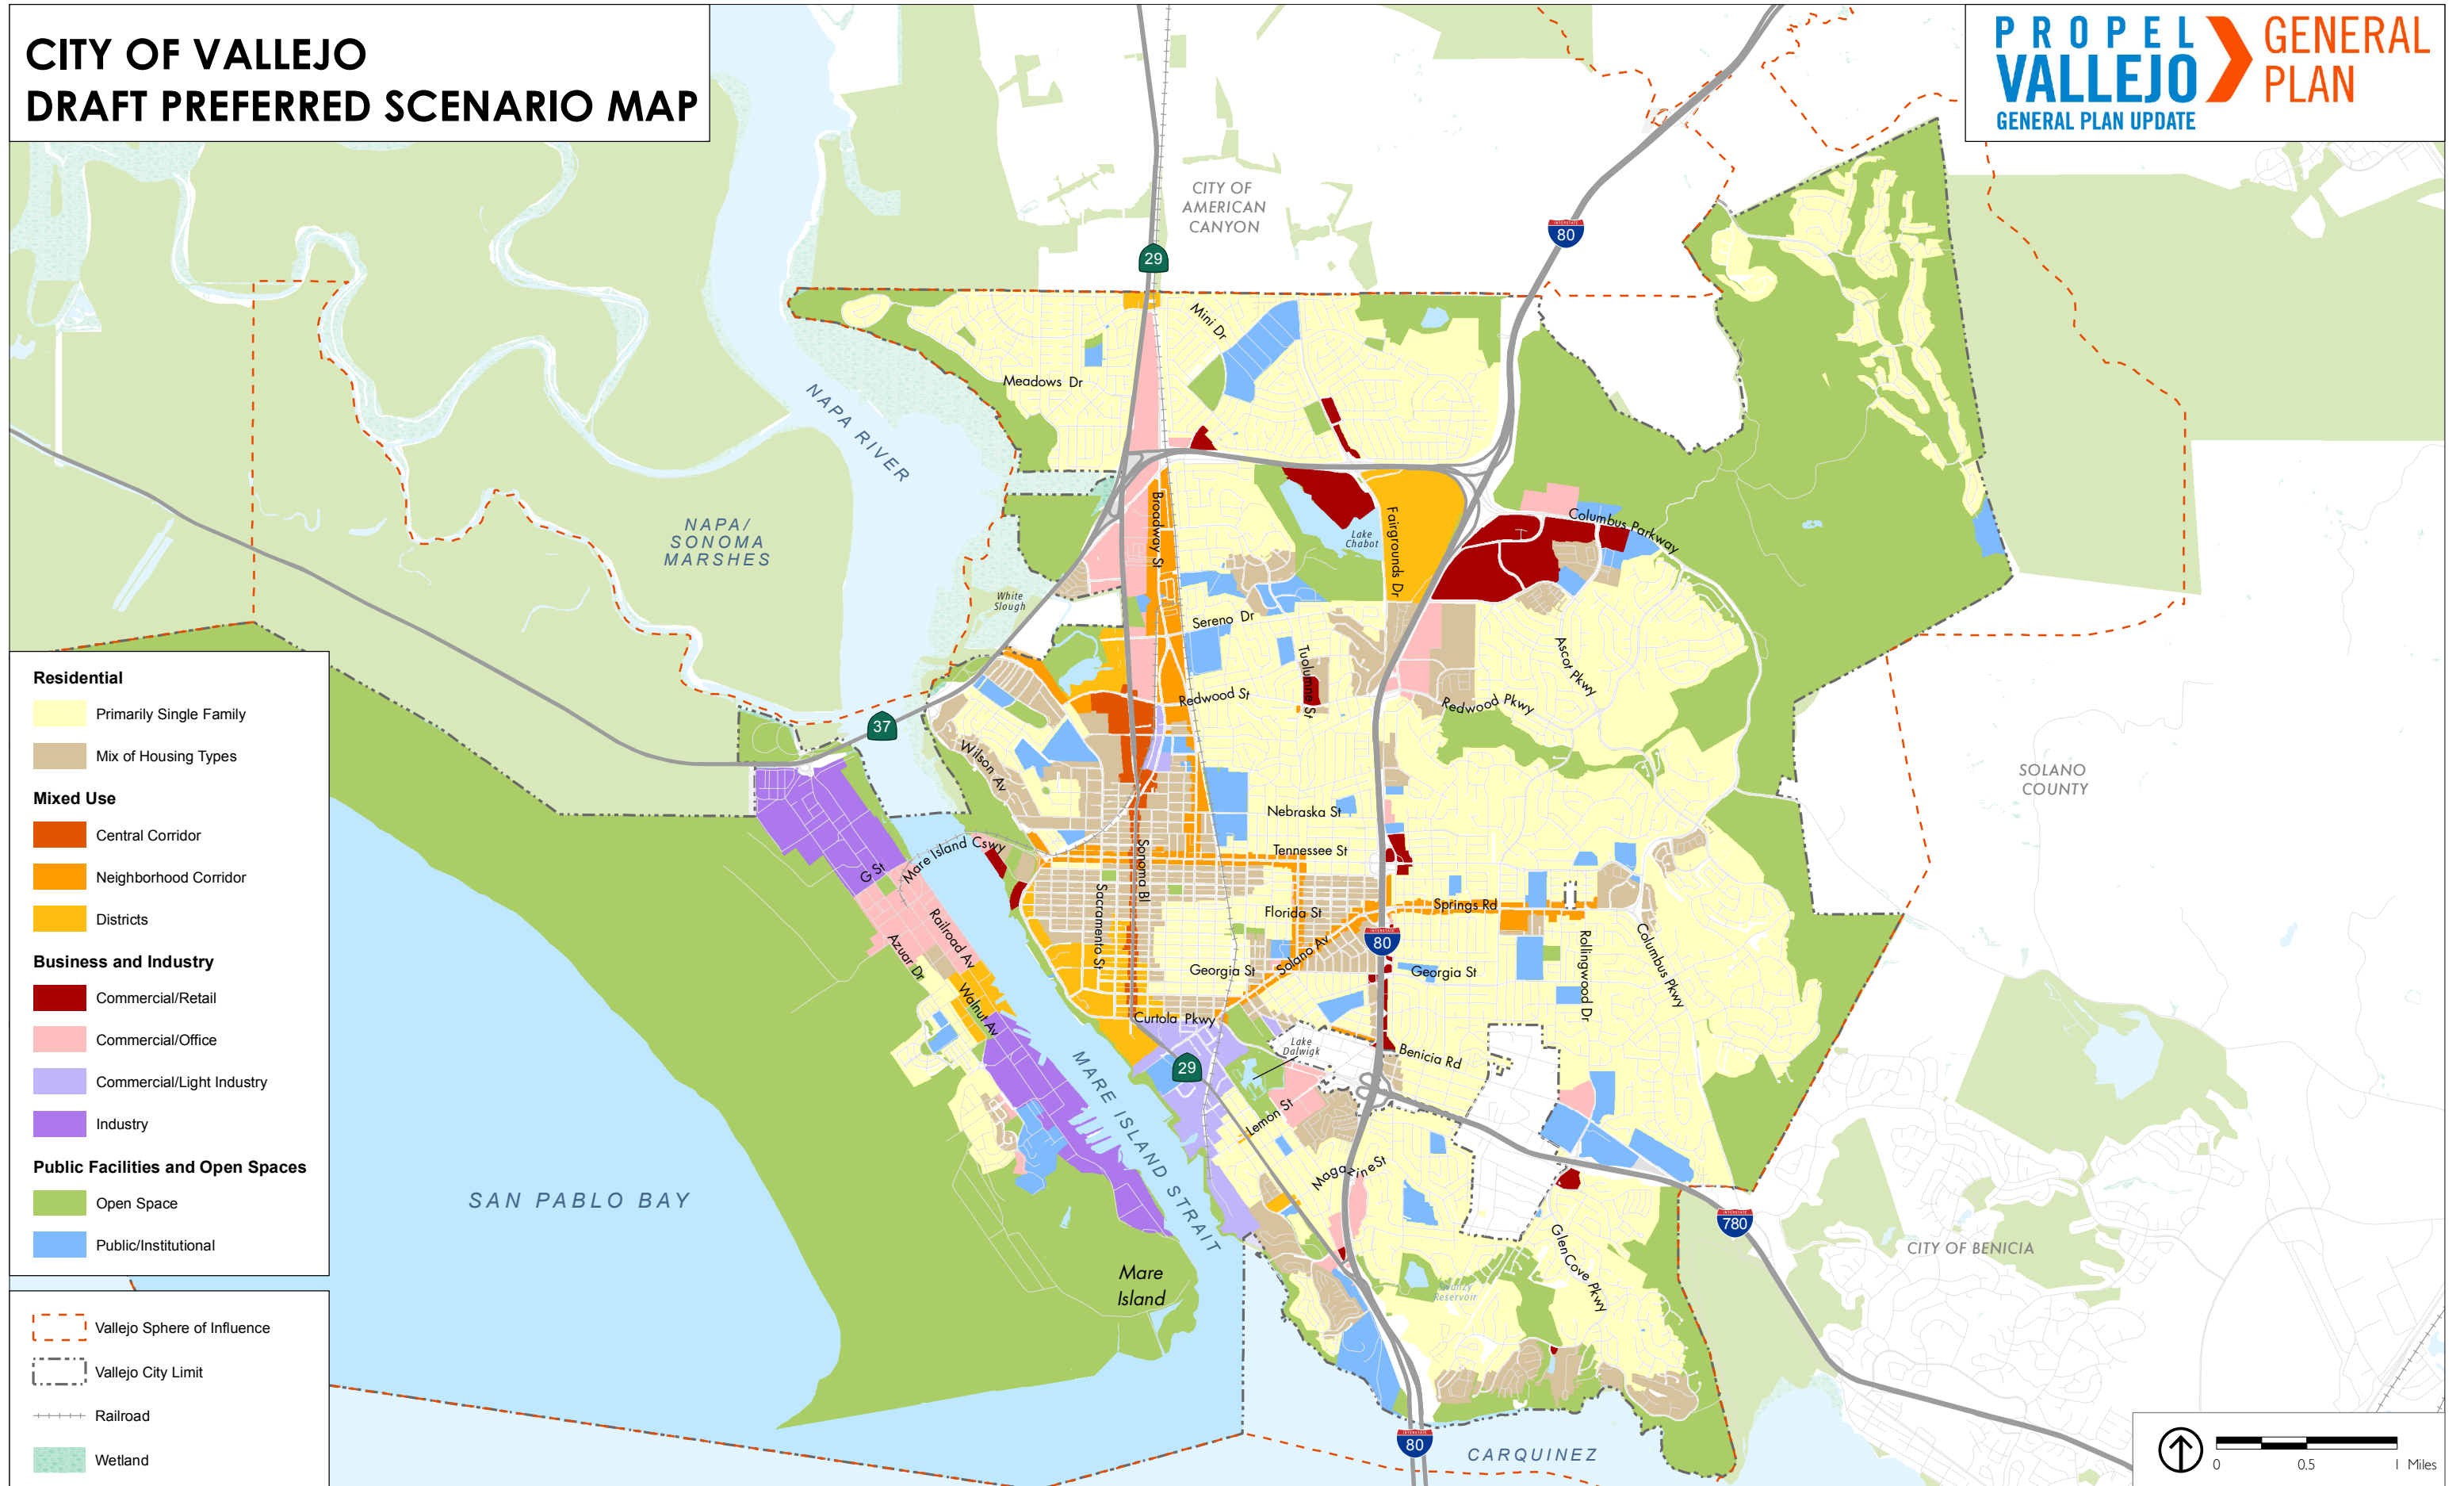 CITY OF VALLEJO
DRAFT PREFERRED SCENARIO MAP
PROPEL
VALLEJO
GENERAL PLAN UPDATE
GENERAL
PLAN
CITY OF
AMERICAN
CANYON
80
29
Mini Dr
Meadows Dr
NAPA RIVER
NAPA/
SONOMA
MARSHES
Broadway St
Lake
Chabot
Fairgrounds Dr
Columbus Parkway
White
Slough
Sereno Dr
Tuolumne St
Ascot Pkwy
Redwood St
Redwood Pkwy
37
Wilson Av
SOLANO
COUNTY
Nebraska St
Mare Island Cswy
Sonoma Bl
Tennessee St
G St
Sacramento St
Florida St
Springs Rd
Railroad Av
Azuar Dr
80
Solano Av
Georgia St
Georgia St
Rollingwood Dr
Columbus Pkwy
Walnut Av
Curtola Pkwy
Lake
Dalwigk
Benicia Rd
29
MARE ISLAND STRAIT
Lemon St
Magazine St
SAN PABLO BAY
780
CITY OF BENICIA
Glen Cove Pkwy
Mare
Island
Reservoir
80
CARQUINEZ
Residential
Primarily Single Family
Mix of Housing Types
Mixed Use
Central Corridor
Neighborhood Corridor
Districts
Business and Industry
Commercial/Retail
Commercial/Office
Commercial/Light Industry
Industry
Public Facilities and Open Spaces
Open Space
Public/Institutional
Vallejo Sphere of Influence
Vallejo City Limit
Railroad
Wetland
0 0.5 1 Miles